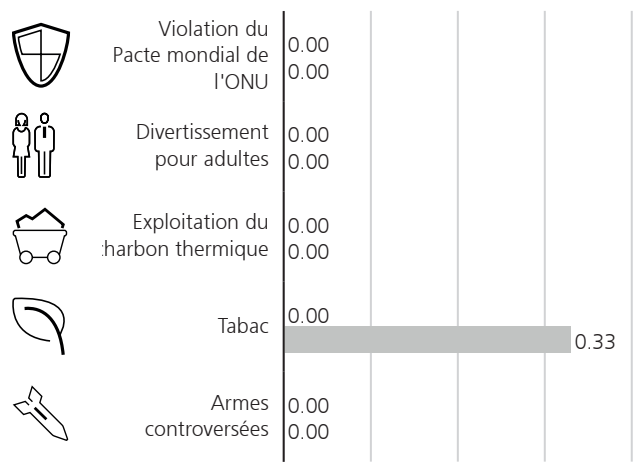 Violation du
Pacte mondial de
l'ONU
0.00
0.00
Divertissement
pour adultes
0.00
0.00
Exploitation du
harbon thermique
0.00
0.00
Tabac
0.00
0.33
Armes
controversées
0.00
0.00